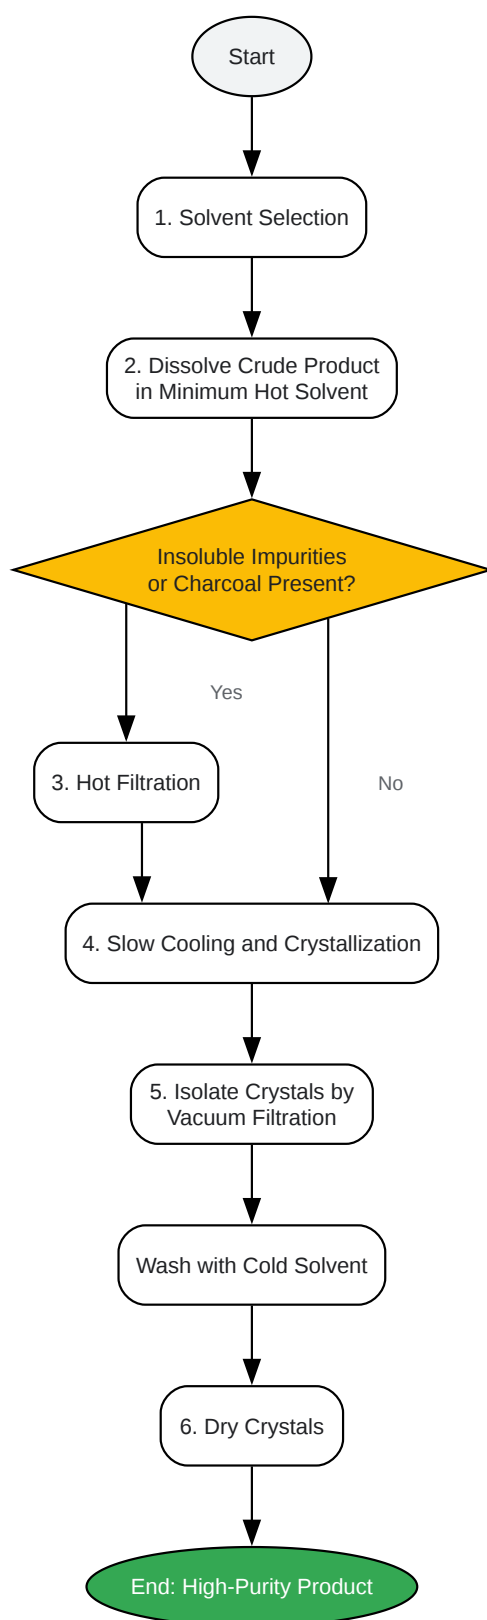 Start
1. Solvent Selection
2. Dissolve Crude Product
in Minimum Hot Solvent
Insoluble Impurities
or Charcoal Present?
Yes
3. Hot Filtration
No
4. Slow Cooling and Crystallization
5. Isolate Crystals by
Vacuum Filtration
Wash with Cold Solvent
6. Dry Crystals
End: High-Purity Product